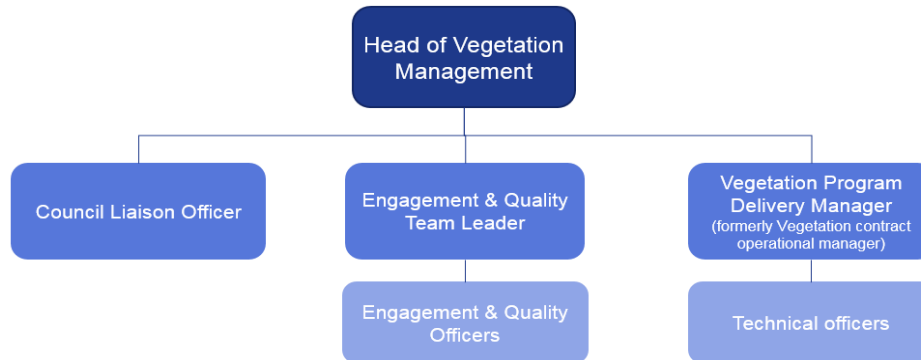 Head of Vegetation
Management
Council Liaison Officer
Engagement & Quality
Team Leader
Vegetation Program
Delivery Manager
(formerly Vegetation contract
operational manager)
Engagement & Quality
Officers
Technical officers